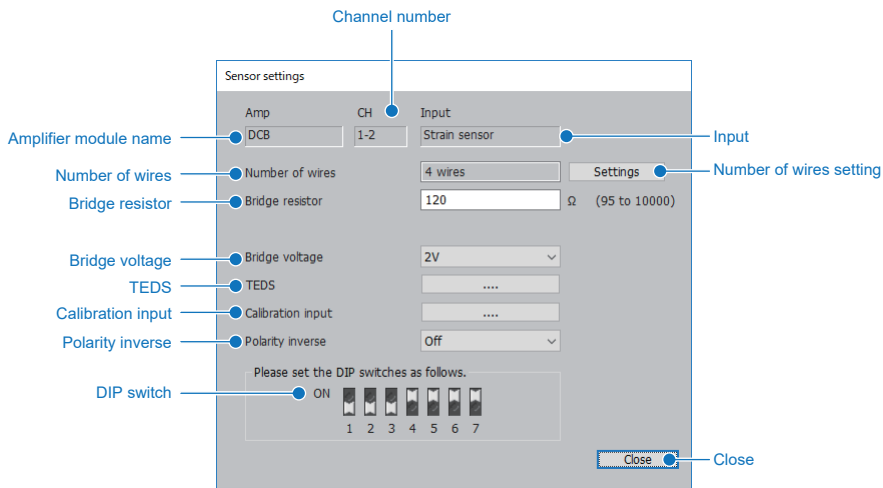 Channel number
Sensor settings
Amp CH Input
Amplifier module name DCB 1-2 Strain sensor Input
Number of wires Number of wires 4 wires Settings Number of wires setting
Bridge resistor Bridge resistor 120 Ω (95 to 10000)
Bridge voltage Bridge voltage 2V
TEDS TEDS ....
Calibration input Calibration input ....
Polarity inverse Polarity inverse Off
Please set the DIP switches as follows.
DIP switch ON
1 2 3 4 5 6 7
Close Close